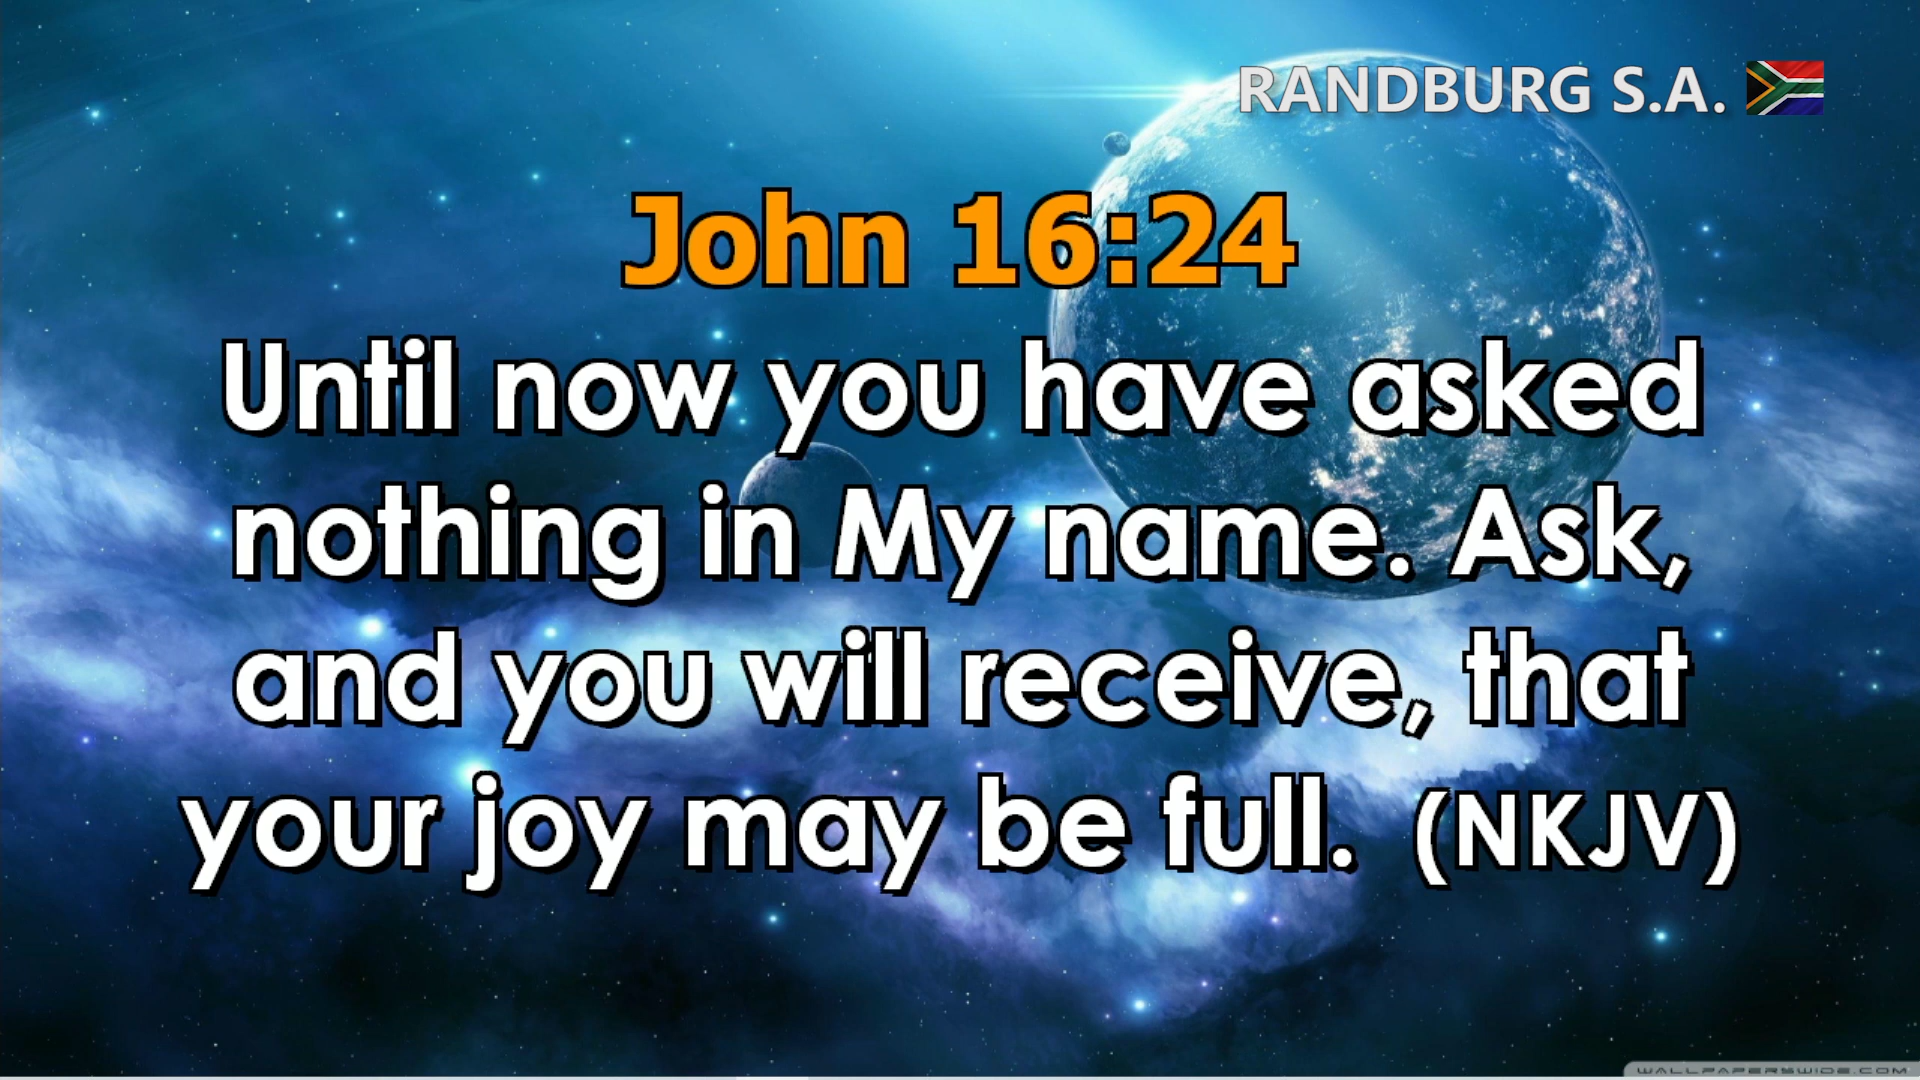 RANDBURG S.A.
John 16:24
Until now you have asked
nothing in My name. Ask,
and you will receive, that
your joy may be full.  (NKJV)
WALLPAPERSWIDE.COM